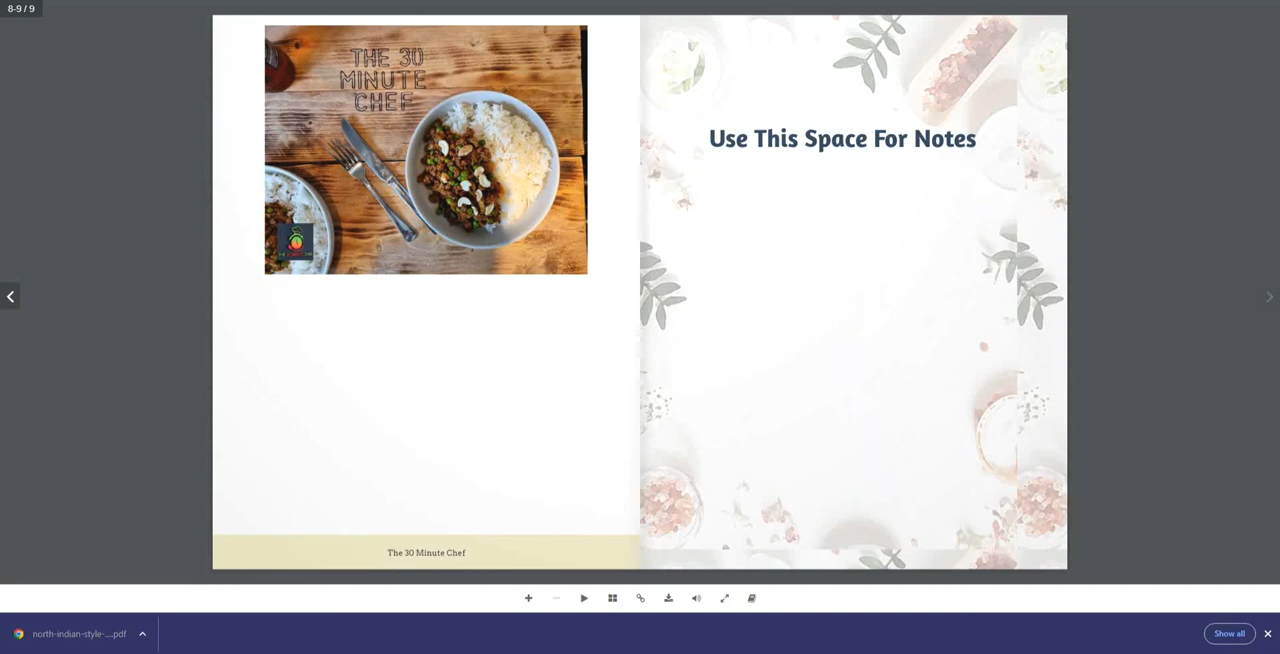 8-9 / 9
THE 30
MINUTE
CHEF
Use This Space For Notes
The 30 Minute Chef
north-indian-style-....pdf
Show all